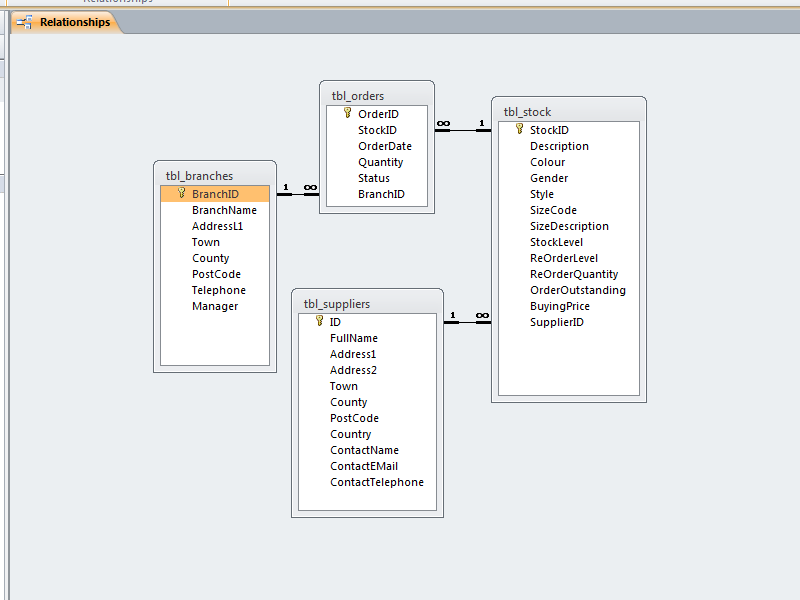 Relationships
Relationships
tbl_orders
OrderID
StockID
OrderDate
Quantity
Status
BranchID
tbl_stock
StockID
Description
Colour
Gender
Style
SizeCode
SizeDescription
StockLevel
ReOrderLevel
ReOrderQuantity
OrderOutstanding
BuyingPrice
SupplierID
tbl_branches
BranchID
BranchName
AddressL1
Town
County
PostCode
Telephone
Manager
tbl_suppliers
ID
FullName
Address1
Address2
Town
County
PostCode
Country
ContactName
ContactEMail
ContactTelephone
∞ 1
1 ∞
1 ∞